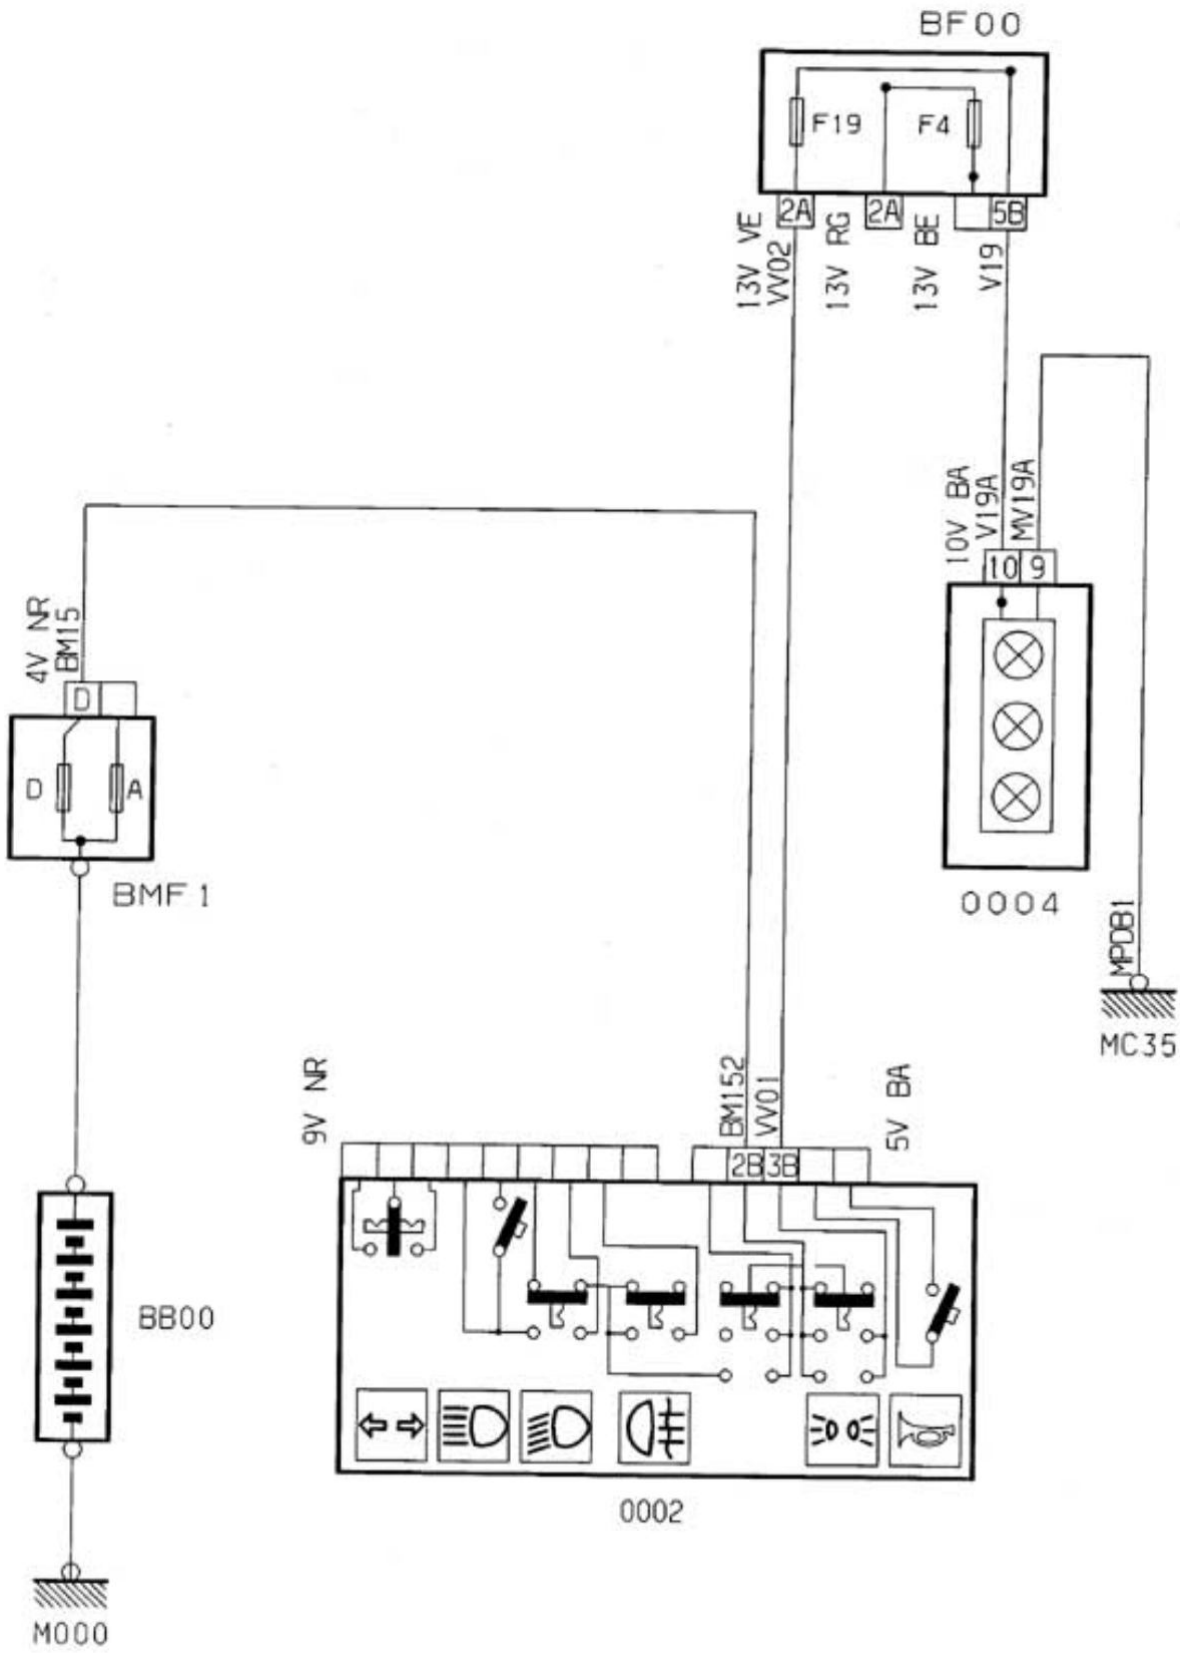 BF00
F19
F4
2A
2A
5B
13V VE
VV02
13V RG
13V BE
V19
10V BA
V19A
MV19A
10
9
4V NR
BM15
D
D
A
BMF1
0004
MPDB1
MC35
9V NR
BM152
VV01
5V BA
2B
3B
BB00
0002
M000